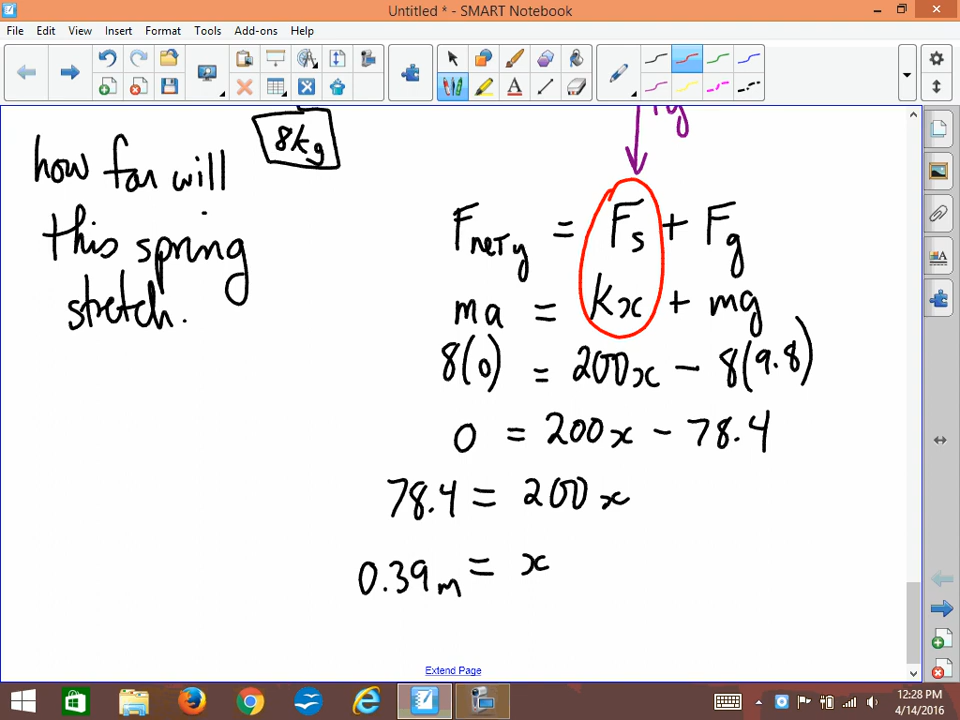 Untitled * - SMART Notebook
File Edit View Insert Format Tools Add-ons Help
how far will
this spring
stretch.
8kg
Fg
Fnety = Fs + Fg
ma = kx + mg
8(0) = 200x - 8(9.8)
0 = 200x - 78.4
78.4 = 200x
0.39m = x
Extend Page
12:28 PM
4/14/2016